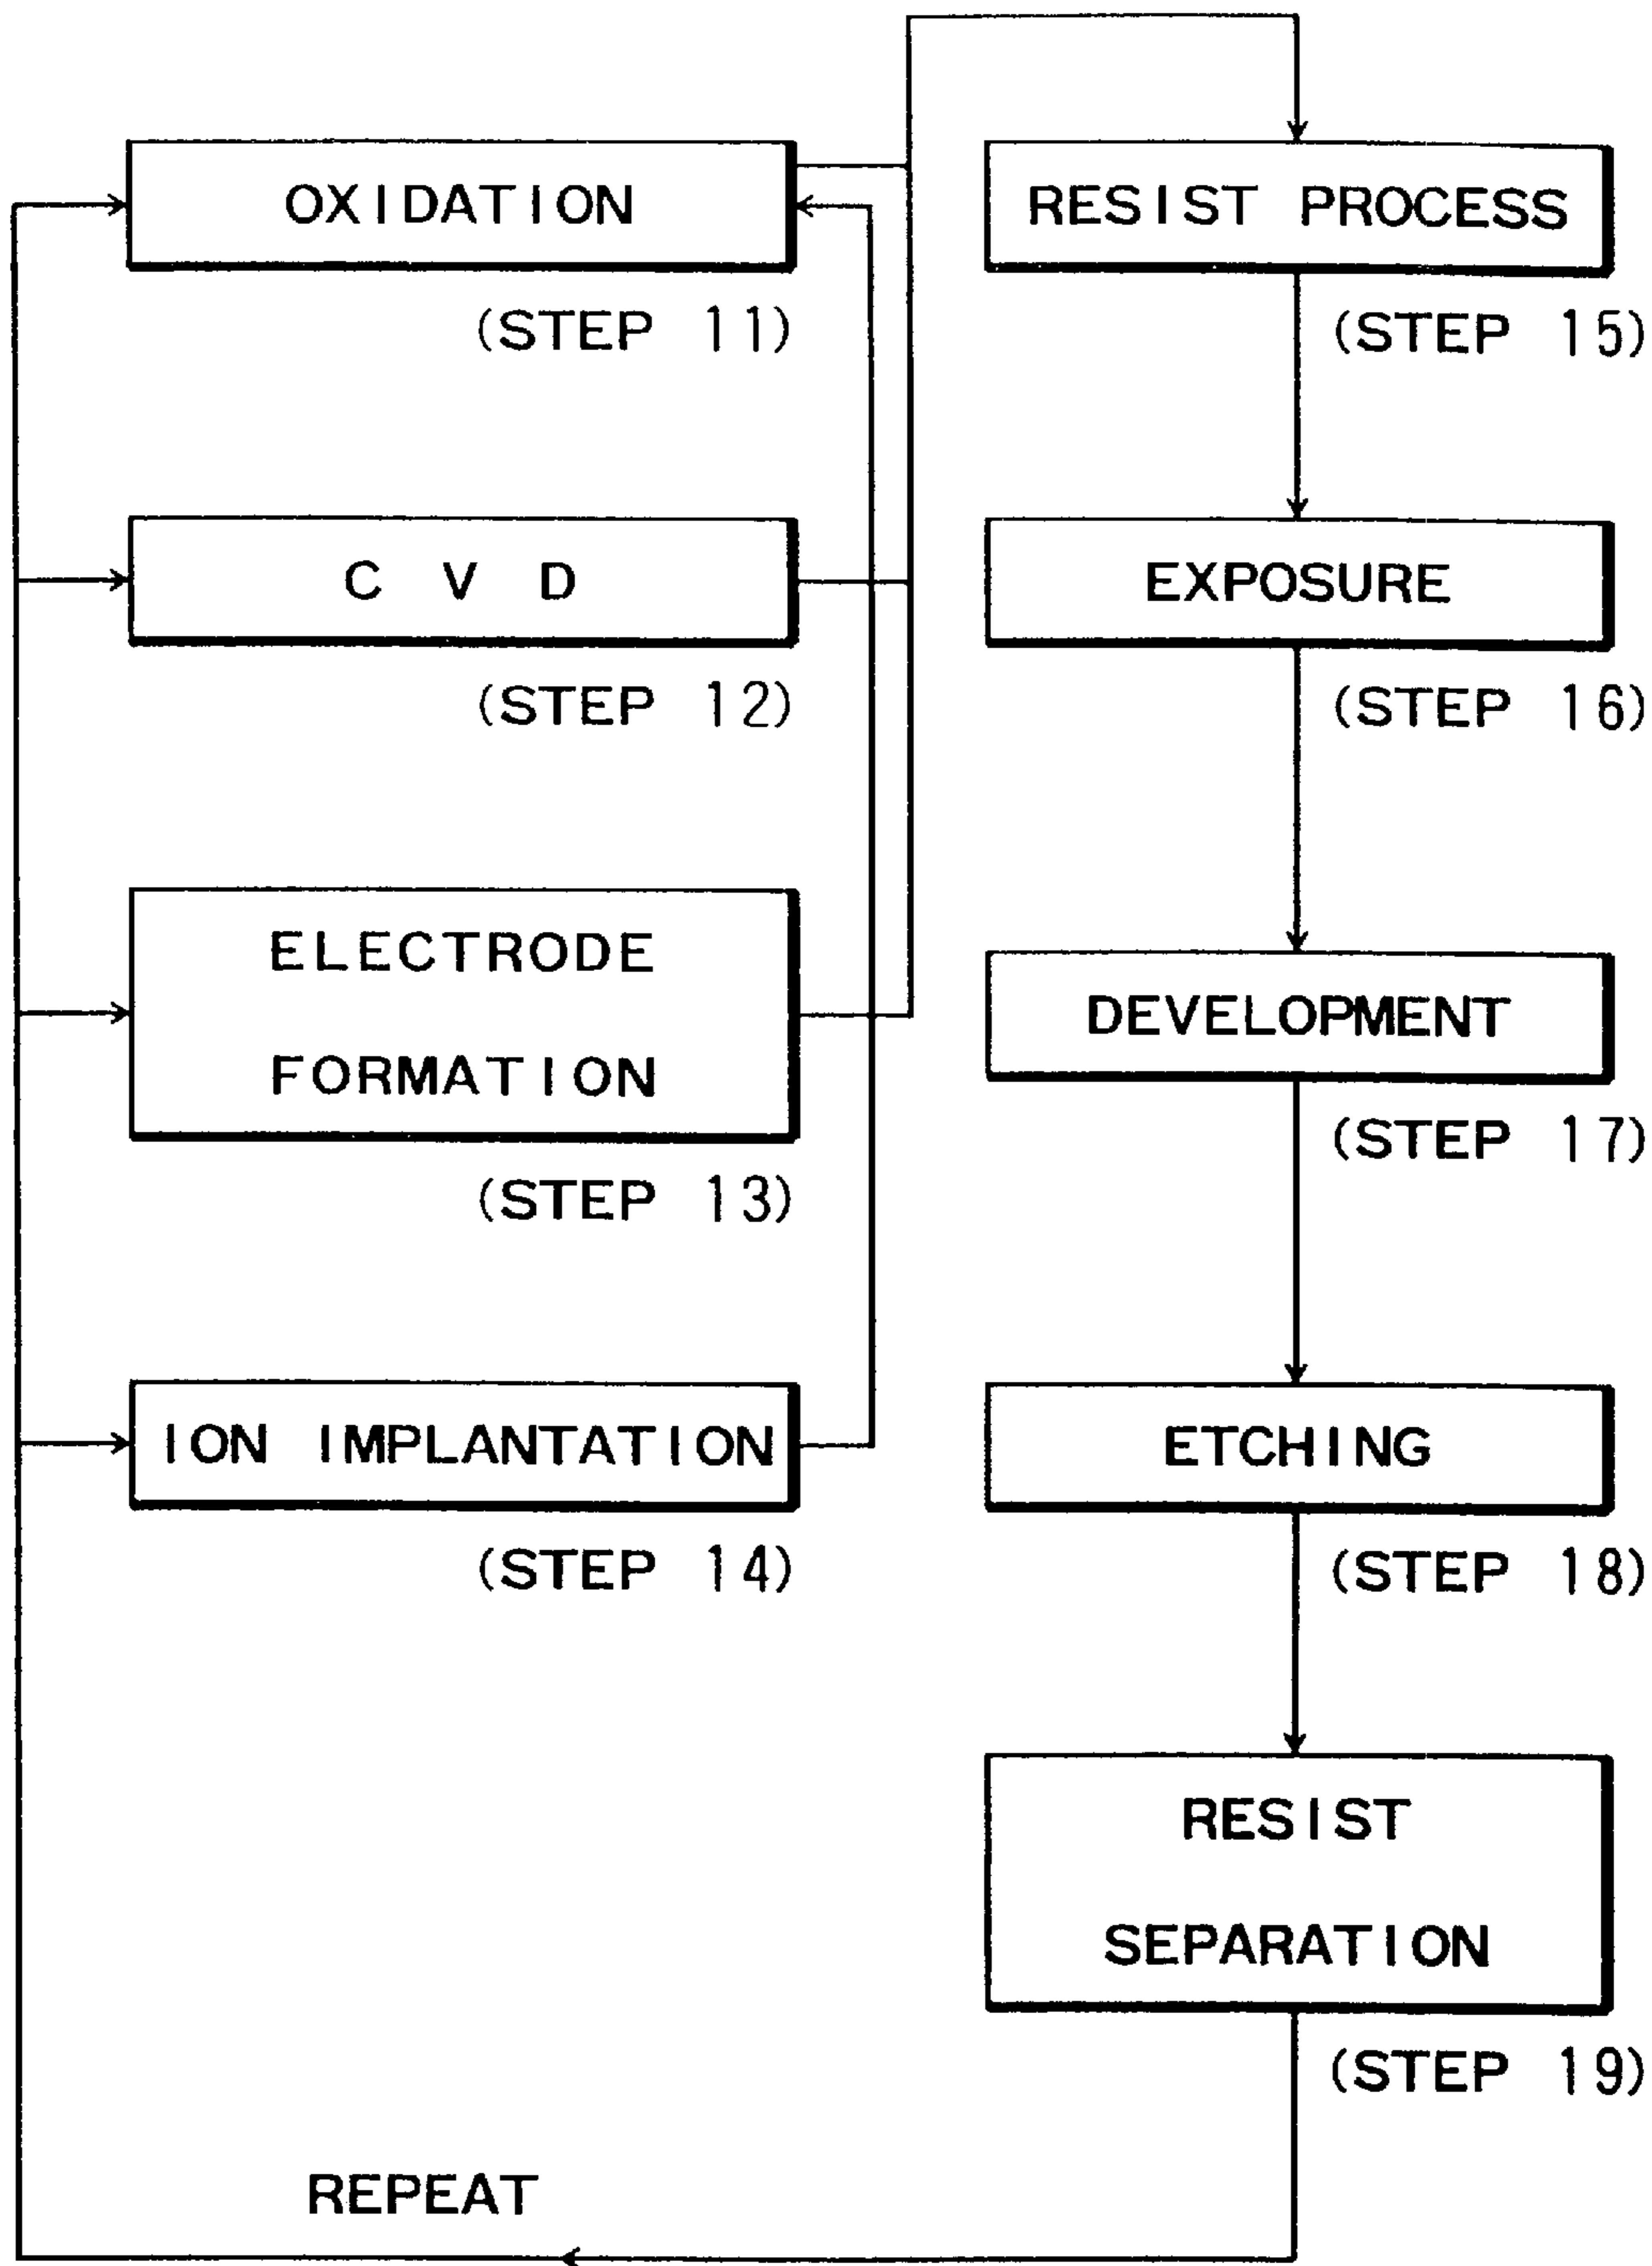 OXIDATION
(STEP 11)
C V D
(STEP 12)
ELECTRODE
FORMATION
(STEP 13)
ION IMPLANTATION
(STEP 14)
RESIST PROCESS
(STEP 15)
EXPOSURE
(STEP 16)
DEVELOPMENT
(STEP 17)
ETCHING
(STEP 18)
RESIST
SEPARATION
(STEP 19)
REPEAT